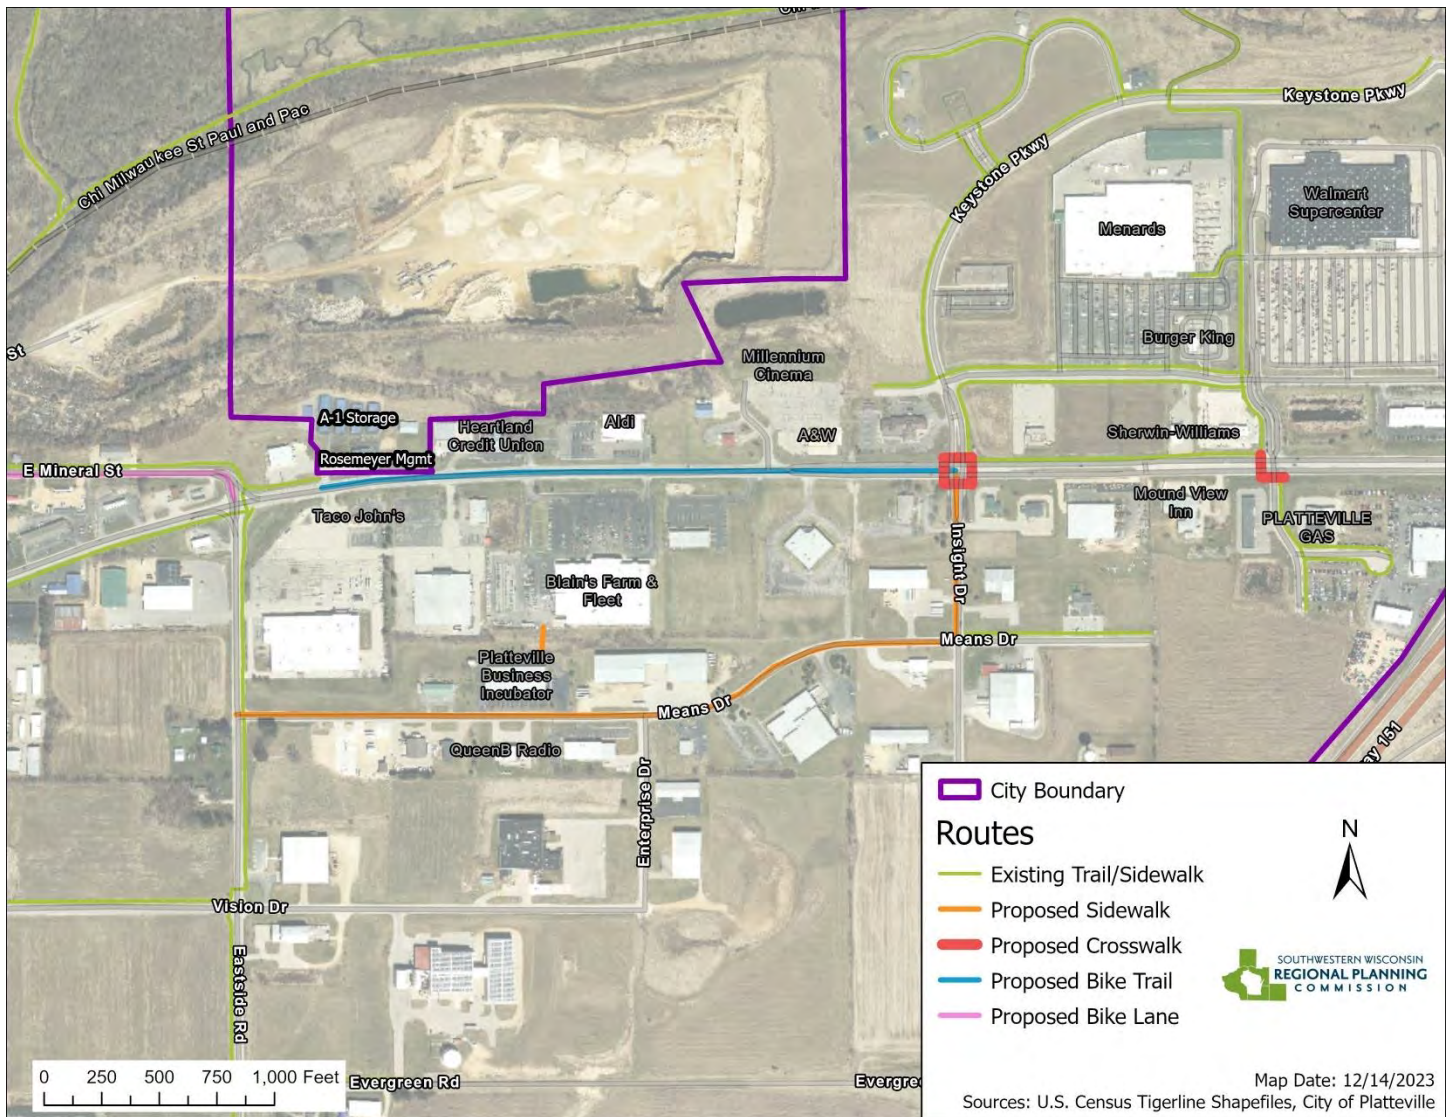 Chi Milwaukee St Paul and Pac
Keystone Pkwy
Keystone Pkwy
Walmart
Supercenter
Menards
St
Burger King
Millennium
Cinema
A-1 Storage
Heartland
Credit Union
Aldi
A&W
Sherwin-Williams
Rosemeyer Mgmt
E Mineral St
Taco John's
Mound View
Inn
PLATTEVILLE
GAS
Insight Dr
Blain's Farm &
Fleet
Means Dr
Platteville
Business
Incubator
Means Dr
QueenB Radio
Enterprise Dr
Vision Dr
Eastside Rd
Evergreen Rd
Evergre
ay 151
City Boundary
Routes
Existing Trail/Sidewalk
Proposed Sidewalk
Proposed Crosswalk
Proposed Bike Trail
Proposed Bike Lane
N
SOUTHWESTERN WISCONSIN
REGIONAL PLANNING
COMMISSION
0 250 500 750 1,000 Feet
Map Date: 12/14/2023
Sources: U.S. Census Tigerline Shapefiles, City of Platteville